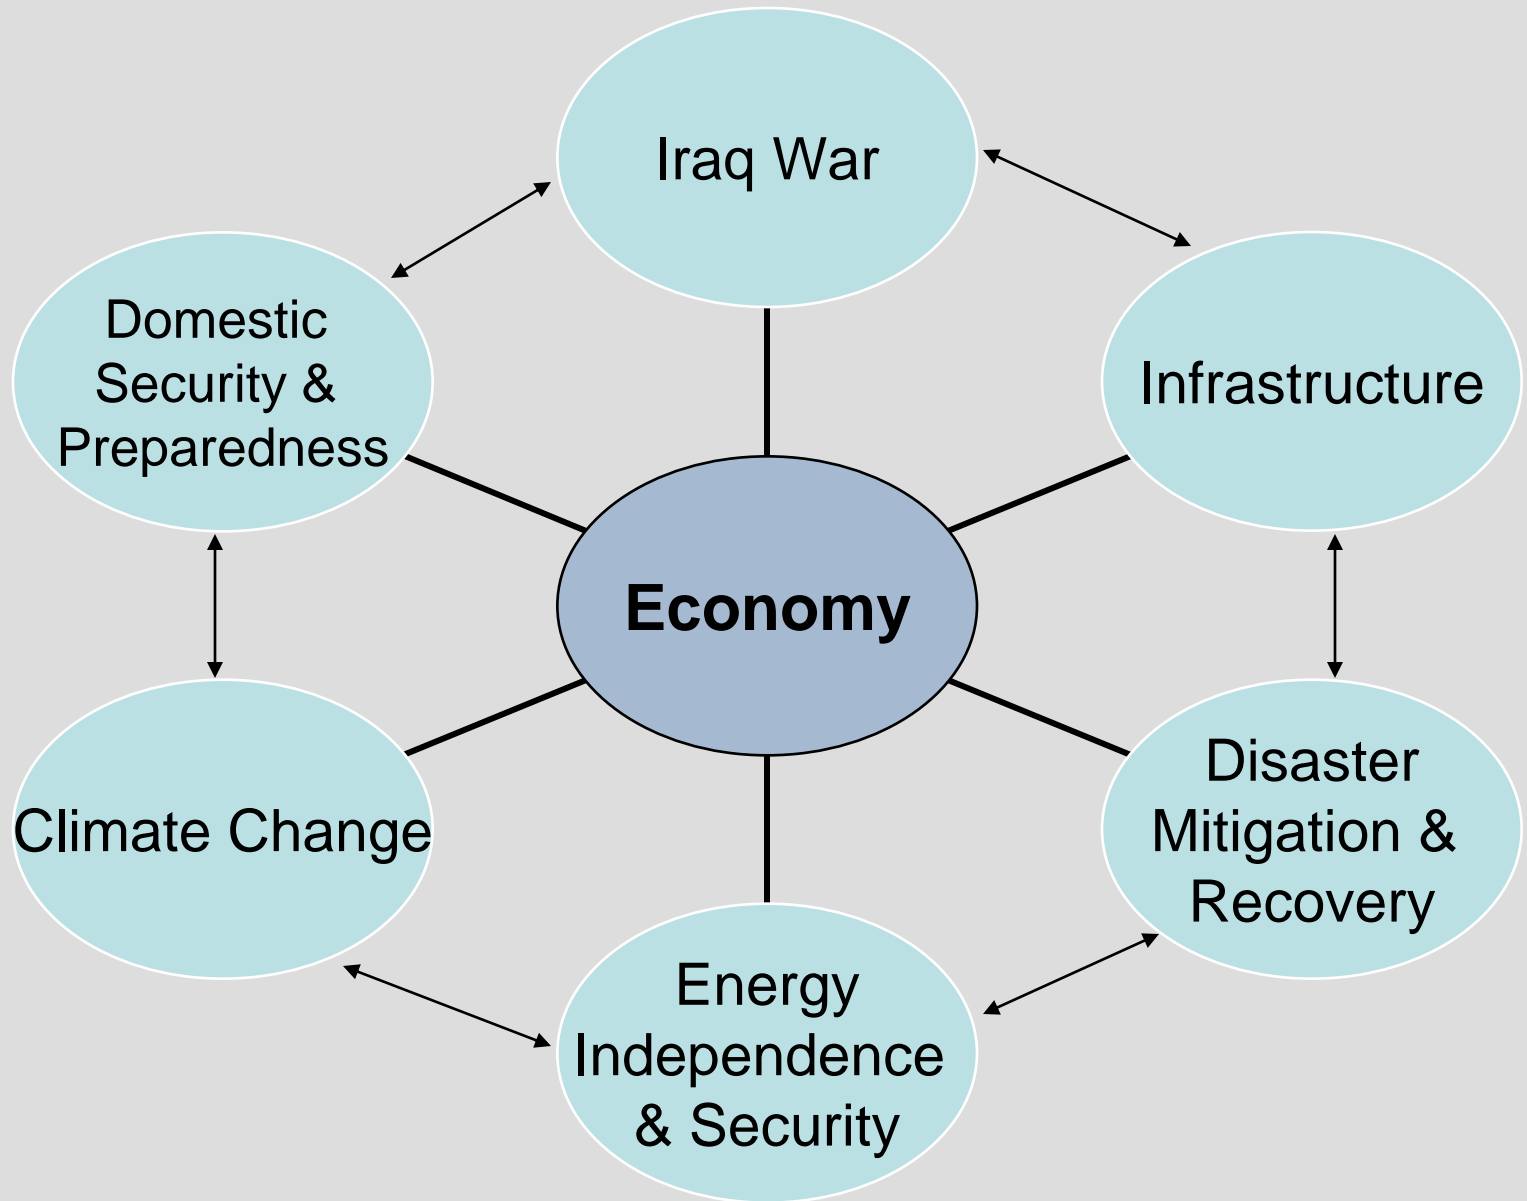 Iraq War
Domestic
Security &
Preparedness
Infrastructure
Economy
Climate Change
Disaster
Mitigation &
Recovery
Energy
Independence
& Security